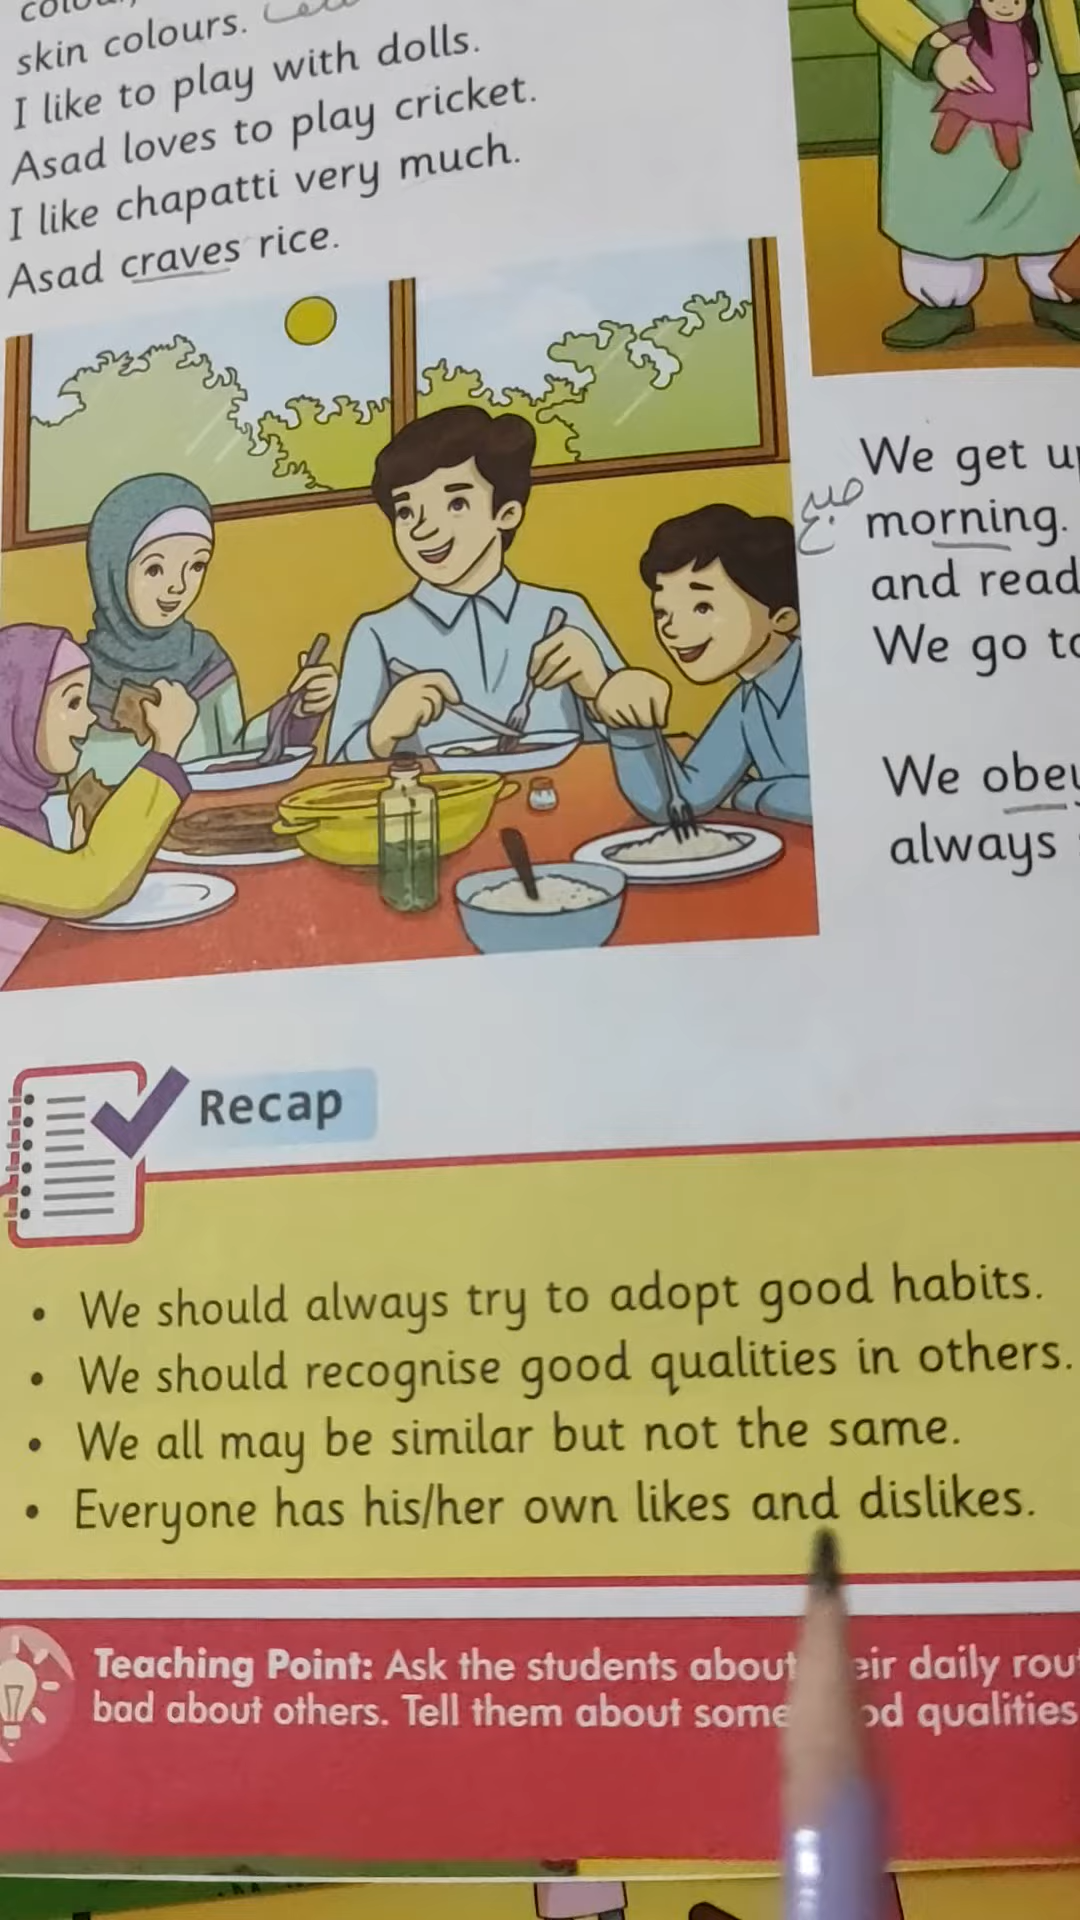 skin colours.
I like to play with dolls.
Asad loves to play cricket.
I like chapatti very much.
Asad craves rice.
We get
صبح
morning.
and read
We go
We obey
always
Recap
• We should always try to adopt good habits.
• We should recognise good qualities in others.
• We all may be similar but not the same.
• Everyone has his/her own likes and dislikes.
Teaching Point: Ask the students about daily
bad about others. Tell them about some qualities